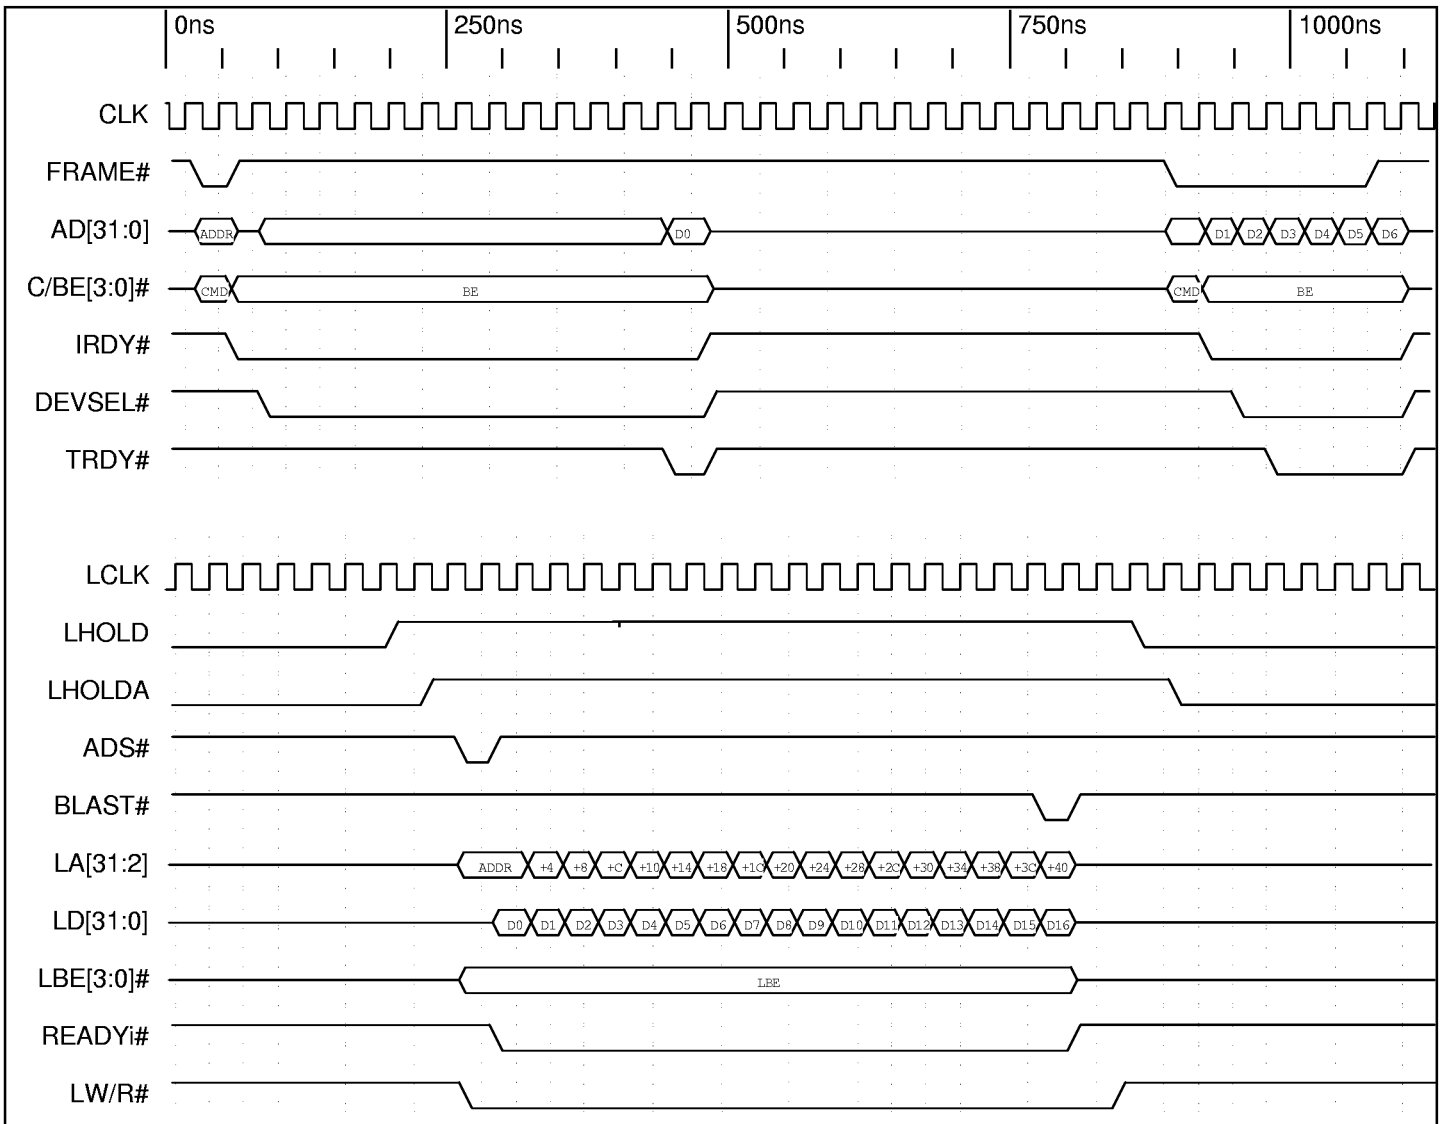 0ns 250ns 500ns 750ns 1000ns
CLK
FRAME#
AD[31:0] ADDR D0 D1 D2 D3 D4 D5 D6
C/BE[3:0]# CMD BE CMD BE
IRDY#
DEVSEL#
TRDY#
LCLK
LHOLD
LHOLDA
ADS#
BLAST#
LA[31:2] ADDR +4 +8 +C +10 +14 +18 +1C +20 +24 +28 +2C +30 +34 +38 +3C +40
LD[31:0] D0 D1 D2 D3 D4 D5 D6 D7 D8 D9 D10 D11 D12 D13 D14 D15 D16
LBE[3:0]# LBE
READYi#
LW/R#